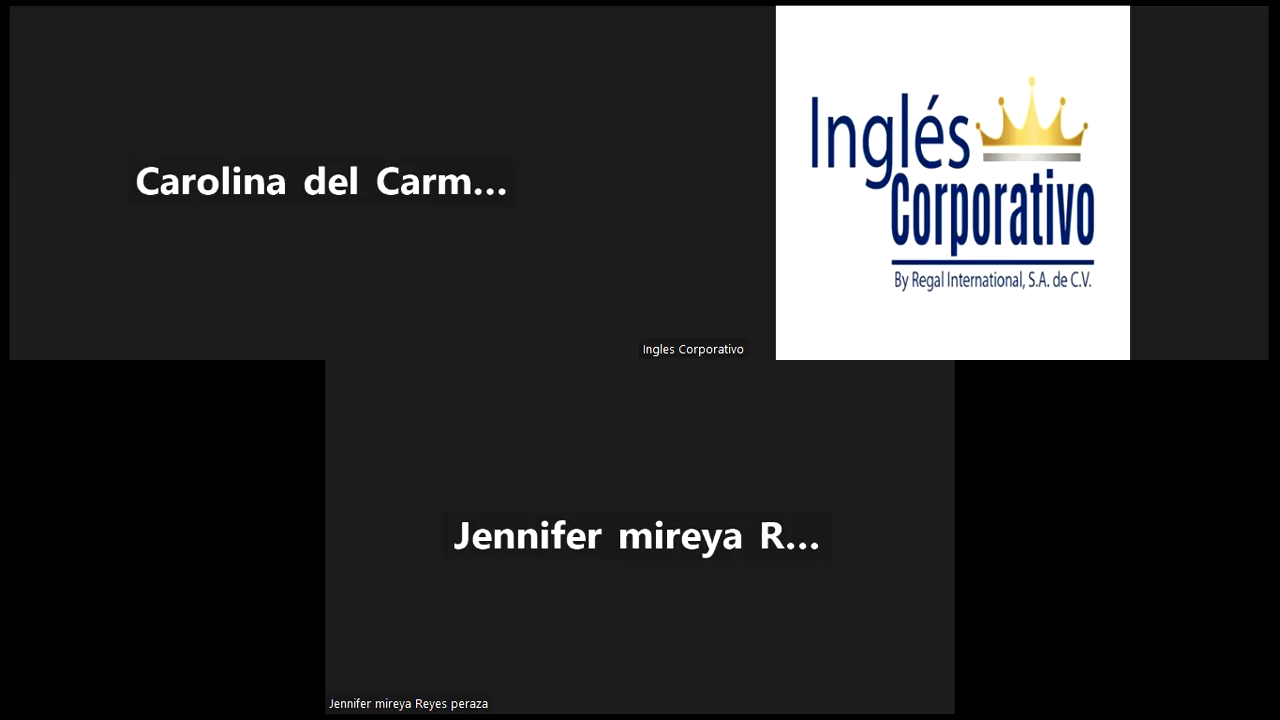 Carolina del Carm...
Inglés
Corporativo
By Regal International, S.A. de C.V.
Ingles Corporativo
Jennifer mireya R...
Jennifer mireya Reyes peraza